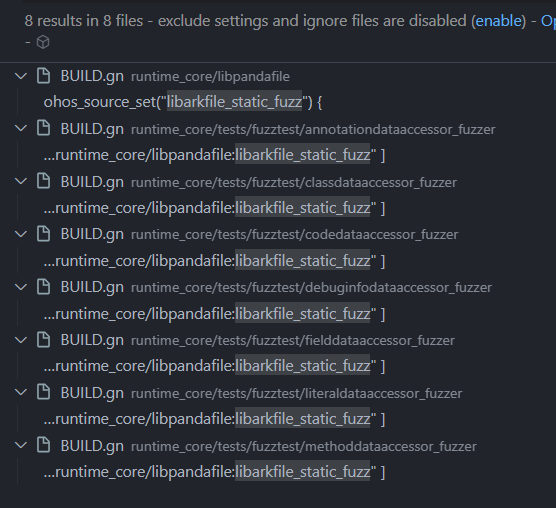 8 results in 8 files - exclude settings and ignore files are disabled (enable) - Op
-
BUILD.gn runtime_core/libpandafile
ohos_source_set("libarkfile_static_fuzz") {
BUILD.gn runtime_core/tests/fuzztest/annotationdataaccessor_fuzzer
...runtime_core/libpandafile:libarkfile_static_fuzz" ]
BUILD.gn runtime_core/tests/fuzztest/classdataaccessor_fuzzer
...runtime_core/libpandafile:libarkfile_static_fuzz" ]
BUILD.gn runtime_core/tests/fuzztest/codedataaccessor_fuzzer
...runtime_core/libpandafile:libarkfile_static_fuzz" ]
BUILD.gn runtime_core/tests/fuzztest/debuginfodataaccessor_fuzzer
...runtime_core/libpandafile:libarkfile_static_fuzz" ]
BUILD.gn runtime_core/tests/fuzztest/fielddataaccessor_fuzzer
...runtime_core/libpandafile:libarkfile_static_fuzz" ]
BUILD.gn runtime_core/tests/fuzztest/literaldataaccessor_fuzzer
...runtime_core/libpandafile:libarkfile_static_fuzz" ]
BUILD.gn runtime_core/tests/fuzztest/methoddataaccessor_fuzzer
...runtime_core/libpandafile:libarkfile_static_fuzz" ]